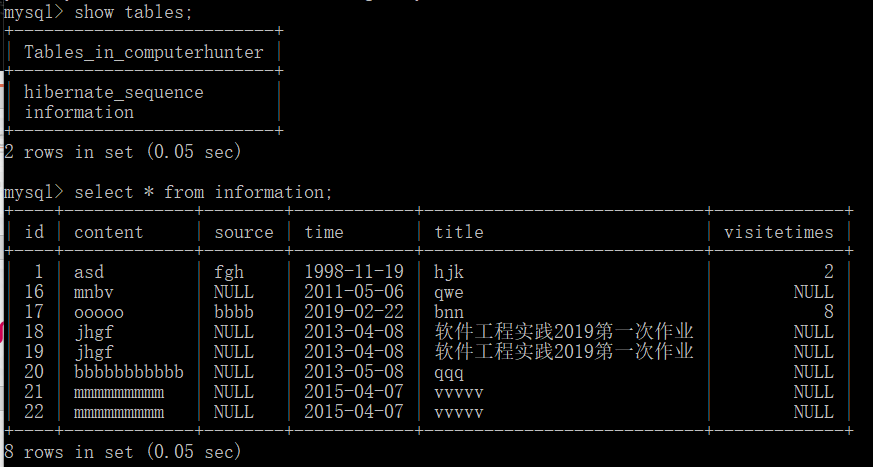 mysql> show tables;
+--------------------------+
| Tables_in_computerhunter |
+--------------------------+
| hibernate_sequence |
| information |
+--------------------------+
2 rows in set (0.05 sec)
mysql> select * from information;
+----+-------------+--------+------------+----------------------------+-------------+
| id | content | source | time | title | visitetimes |
+----+-------------+--------+------------+----------------------------+-------------+
| 1 | asd | fgh | 1998-11-19 | hjk | 2 |
| 16 | mnbv | NULL | 2011-05-06 | qwe | NULL |
| 17 | ooooo | bbbb | 2019-02-22 | bnn | 8 |
| 18 | jhgf | NULL | 2013-04-08 | 软件工程实践2019第一次作业 | NULL |
| 19 | jhgf | NULL | 2013-04-08 | 软件工程实践2019第一次作业 | NULL |
| 20 | bbbbbbbbbbb | NULL | 2013-05-08 | qqq | NULL |
| 21 | mmmmmmmmm | NULL | 2015-04-07 | vvvvv | NULL |
| 22 | mmmmmmmmm | NULL | 2015-04-07 | vvvvv | NULL |
+----+-------------+--------+------------+----------------------------+-------------+
8 rows in set (0.05 sec)